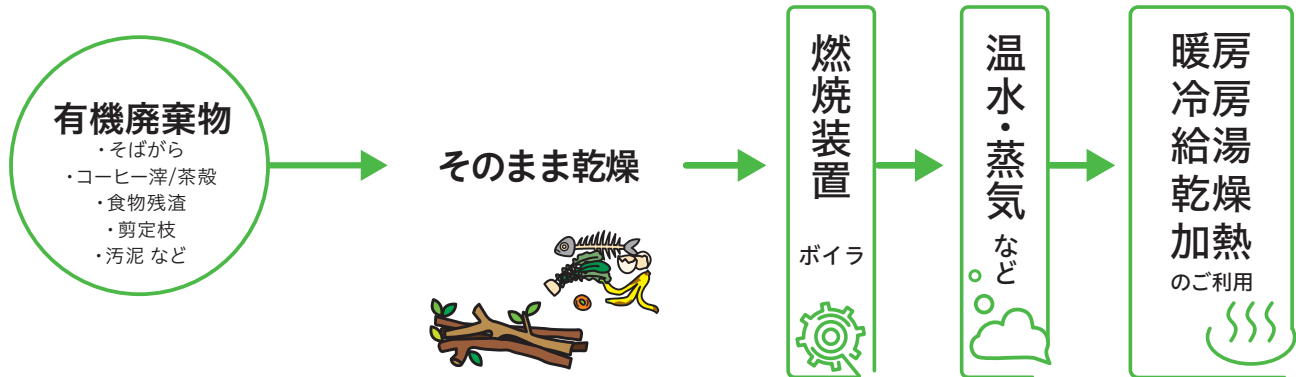 有機廃棄物
・そばがら
・コーヒー滓/茶殻
・食物残渣
・剪定枝
・汚泥 など
そのまま乾燥
燃焼装置
ボイラ
温水・蒸気
など
暖房
冷房
給湯
乾燥
加熱
のご利用